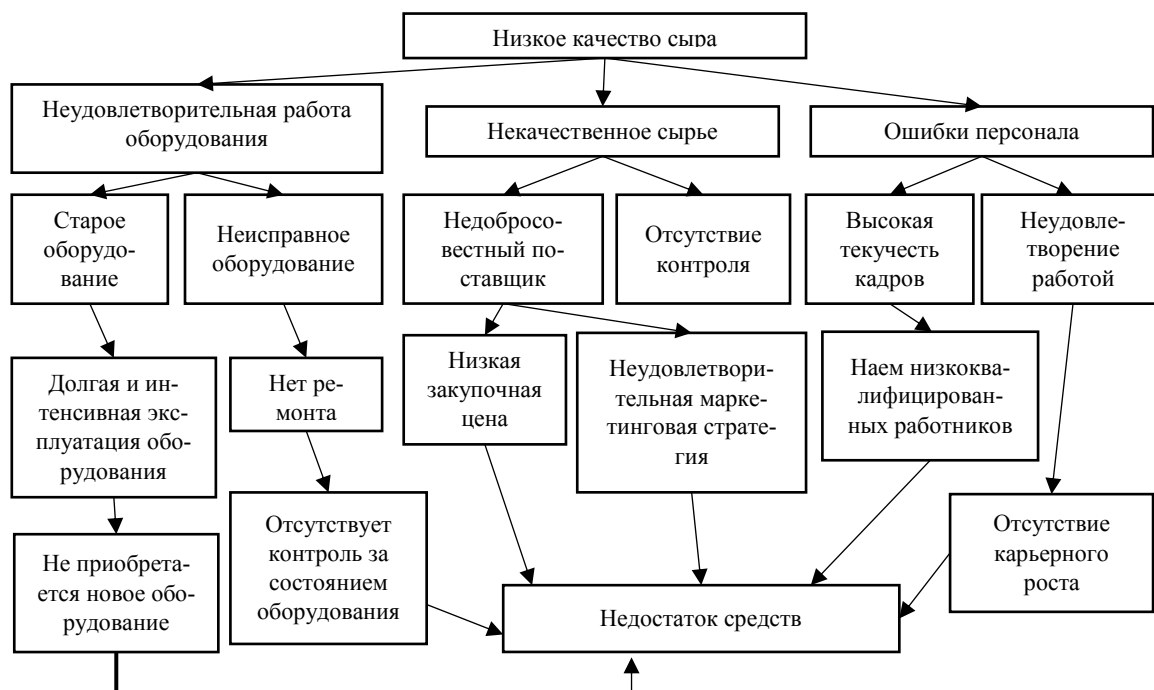 Низкое качество сыра
Неудовлетворительная работа
оборудования
Некачественное сырье
Ошибки персонала
Старое
оборудо-
вание
Неисправное
оборудование
Недобросо-
вестный по-
ставщик
Отсутствие
контроля
Высокая
текучесть
кадров
Неудовле-
творение
работой
Долгая и ин-
тенсивная экс-
плуатация обо-
рудования
Нет ре-
монта
Низкая
закупочная
цена
Неудовлетвори-
тельная марке-
тинговая страте-
гия
Наем низкоква-
лифицирован-
ных работников
Не приобрета-
ется новое обо-
рудование
Отсутствует
контроль за
состоянием
оборудования
Недостаток средств
Отсутствие
карьерного
роста